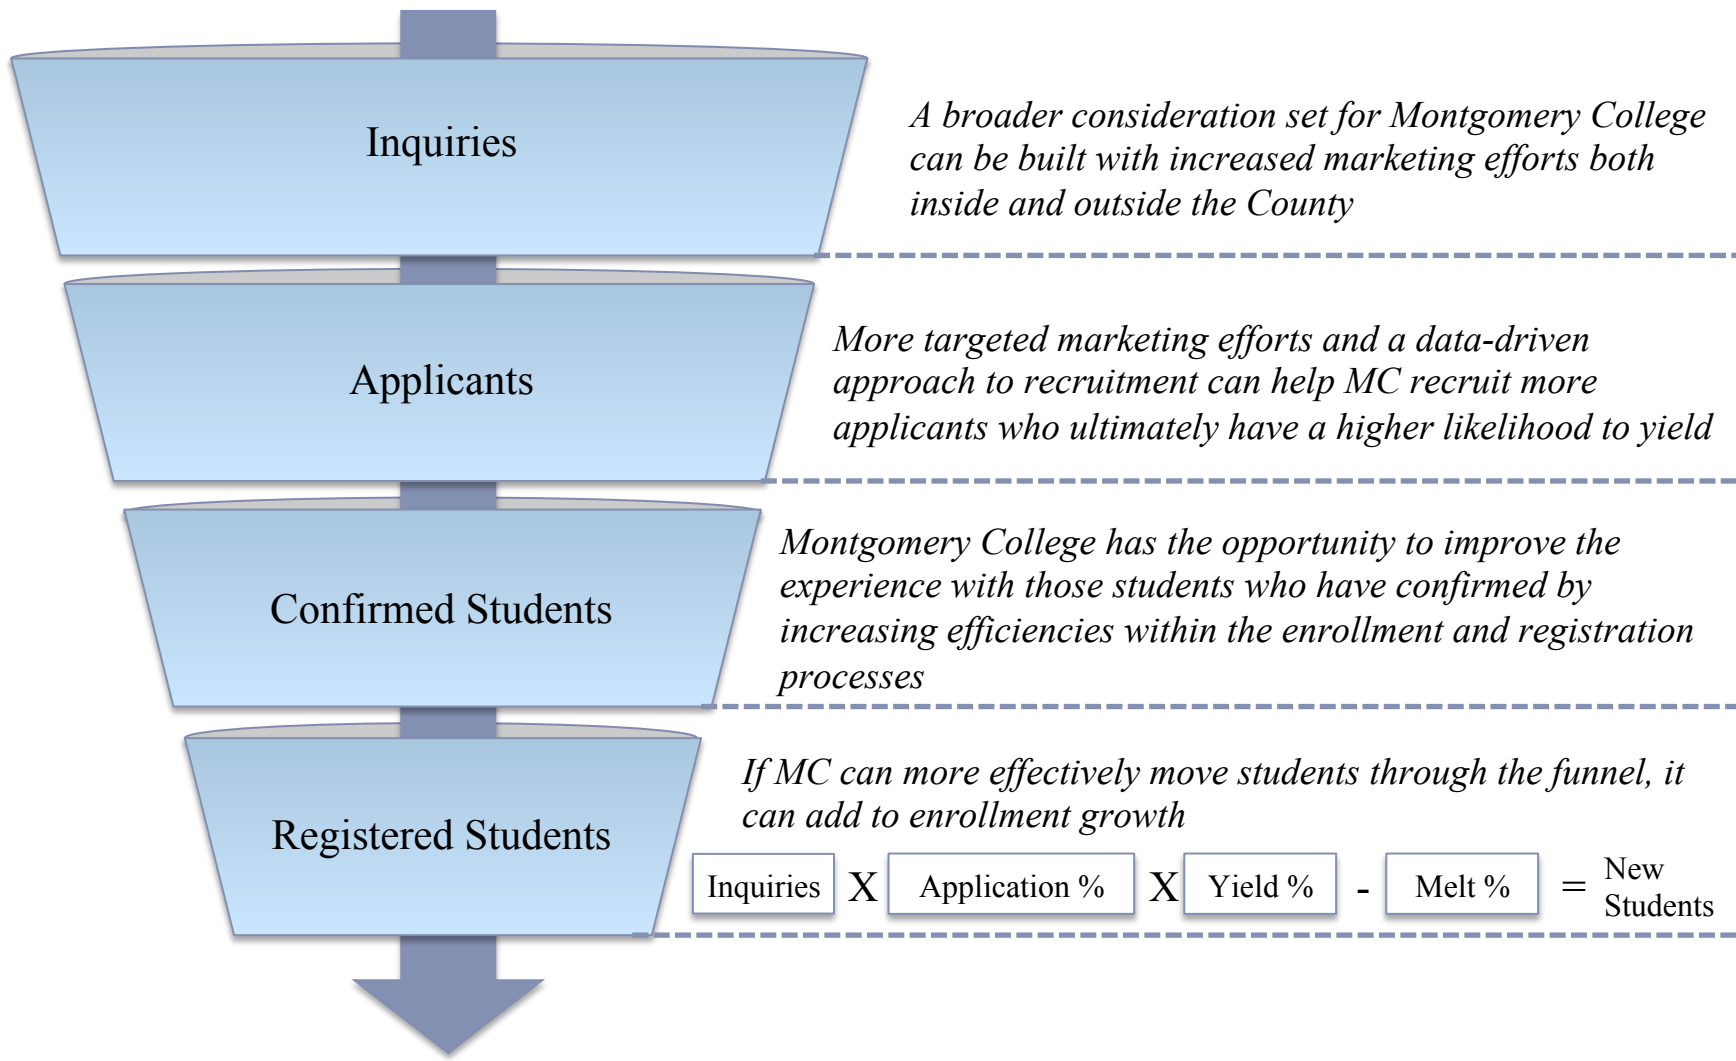 Inquiries
A broader consideration set for Montgomery College
can be built with increased marketing efforts both
inside and outside the County
Applicants
More targeted marketing efforts and a data-driven
approach to recruitment can help MC recruit more
applicants who ultimately have a higher likelihood to yield
Confirmed Students
Montgomery College has the opportunity to improve the
experience with those students who have confirmed by
increasing efficiencies within the enrollment and registration
processes
Registered Students
If MC can more effectively move students through the funnel, it
can add to enrollment growth
Inquiries X Application % X Yield % - Melt % = New
Students